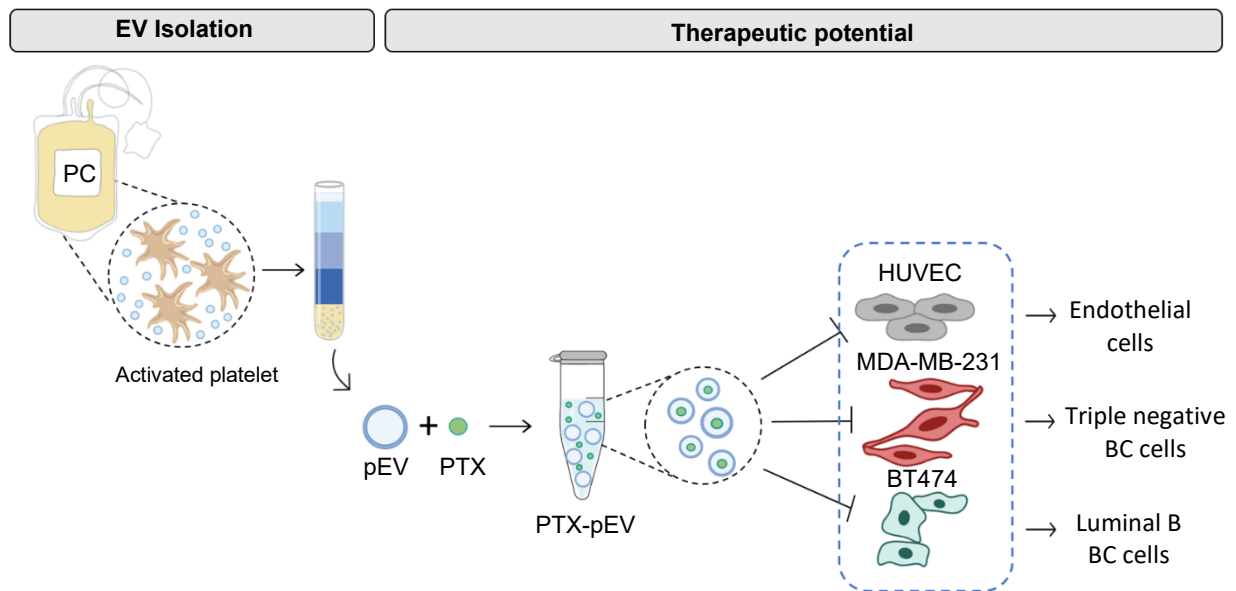 EV Isolation
Therapeutic potential
PC
Activated platelet
pEV
+
PTX
PTX-pEV
HUVEC
MDA-MB-231
BT474
Endothelial
cells
Triple negative
BC cells
Luminal B
BC cells